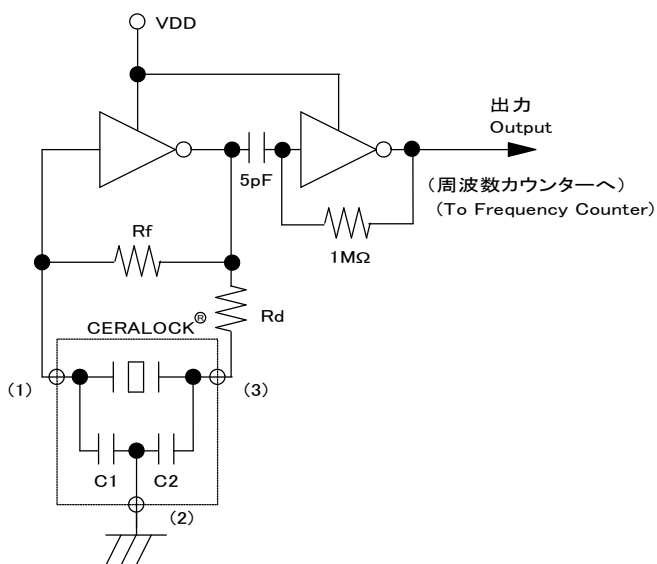 VDD
出力
Output
5pF
(周波数カウンターへ)
(To Frequency Counter)
Rf
1MΩ
Rd
CERALOCK®
(1)
(3)
C1
C2
(2)